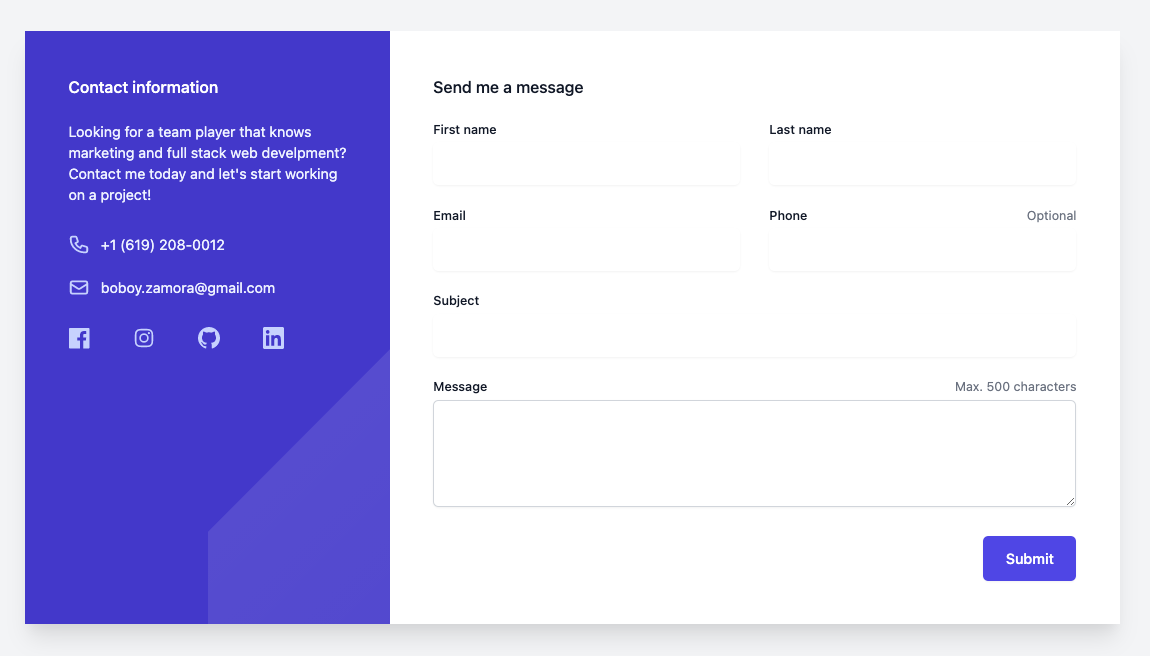 Contact information
Looking for a team player that knows
marketing and full stack web develpment?
Contact me today and let's start working
on a project!
+1 (619) 208-0012
boboy.zamora@gmail.com
Send me a message
First name
Last name
Email
Phone
Optional
Subject
Message
Max. 500 characters
Submit